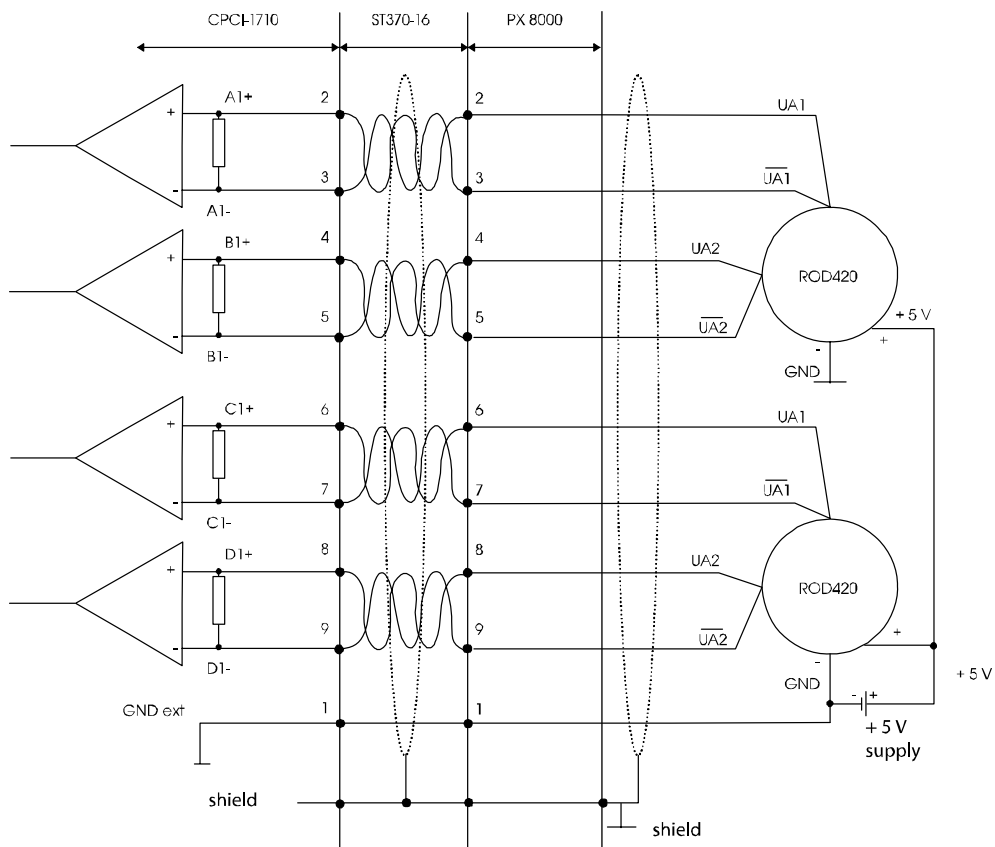 CPCI-1710 ST370-16 PX 8000
A1+ 2 2 UA1
+
-
3 3 UA1
A1-
B1+ 4 4 UA2
+
ROD420
-
5 5 UA2
B1-
+ 5 V
- +
GND
C1+ 6 6 UA1
+
-
7 7 UA1
C1-
D1+ 8 8 UA2
+
ROD420
-
9 9 UA2
D1-
- +
GND
+ 5 V
GND ext 1 1
- +
+ 5 V
supply
shield
shield